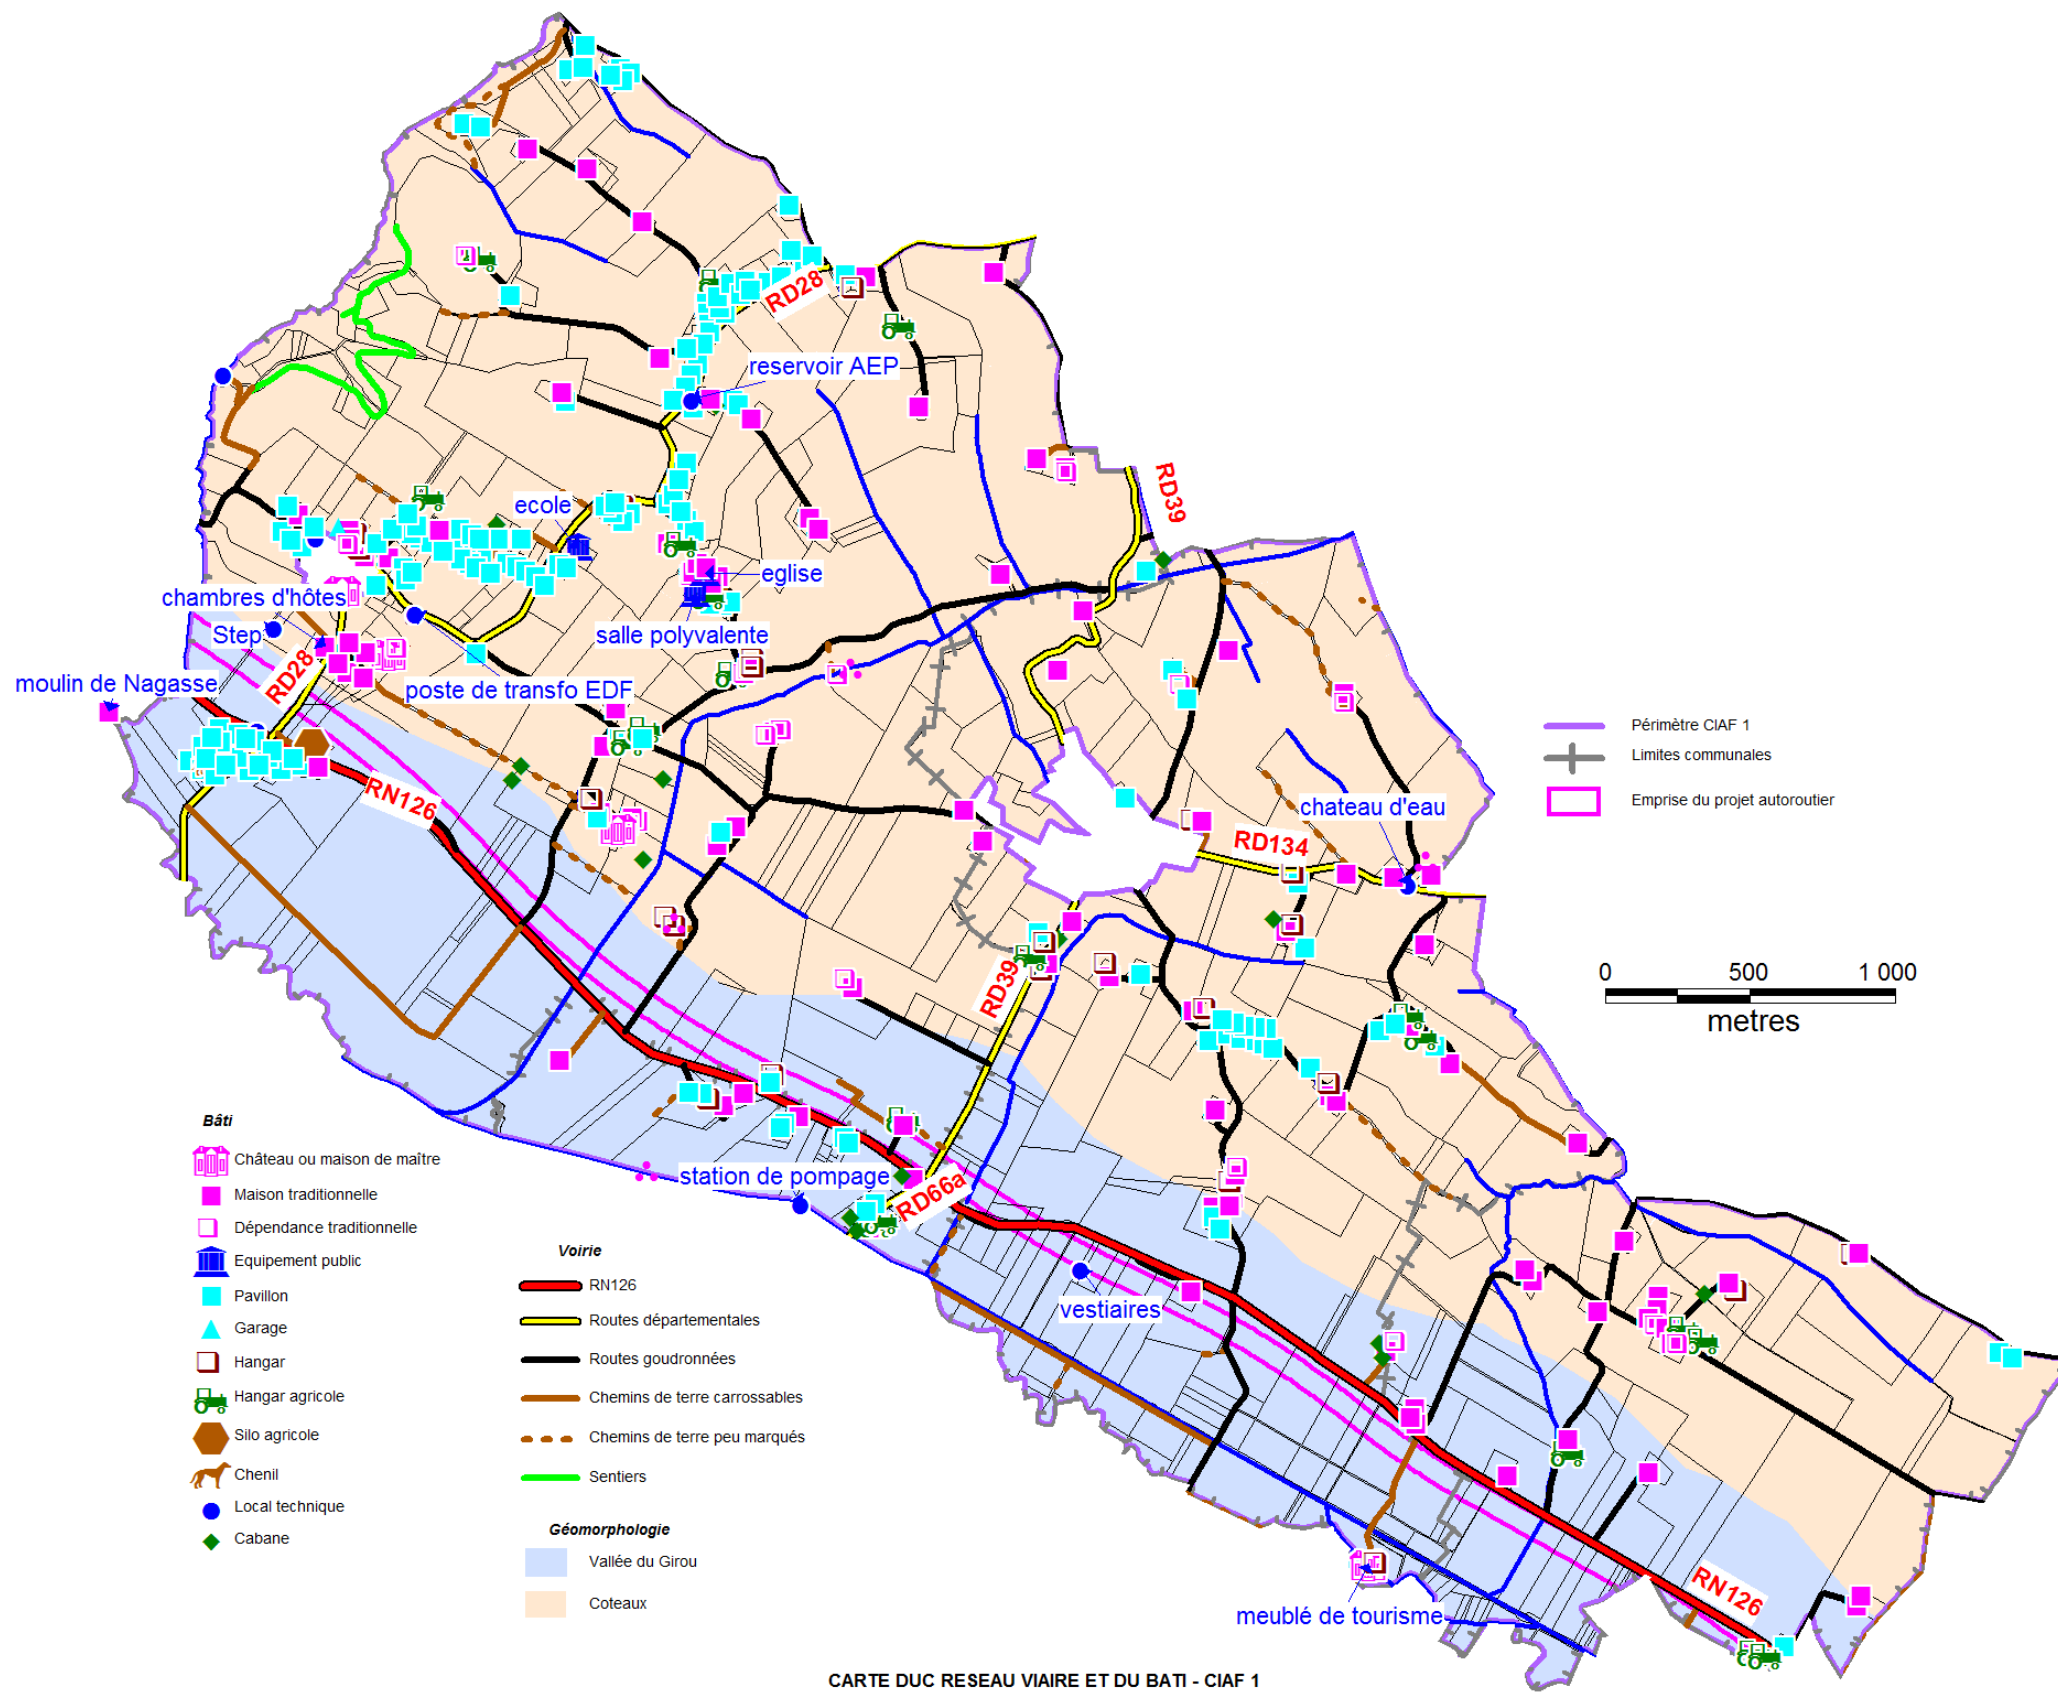 RD28
reservoir AEP
RD39
ecole
eglise
chambres d'hôtes
Step
salle polyvalente
RD28
moulin de Nagasse
poste de transfo EDF
RN126
chateau d'eau
RD134
RD39
station de pompage
RD66a
vestiaires
RN126
meublé de tourisme
Périmètre CIAF 1
Limites communales
Emprise du projet autoroutier
0 500 1 000
metres
Bâti
Château ou maison de maître
Maison traditionnelle
Dépendance traditionnelle
Equipement public
Pavillon
Garage
Hangar
Hangar agricole
Silo agricole
Chenil
Local technique
Cabane
Voirie
RN126
Routes départementales
Routes goudronnées
Chemins de terre carrossables
Chemins de terre peu marqués
Sentiers
Géomorphologie
Vallée du Girou
Coteaux
CARTE DUC RESEAU VIAIRE ET DU BATI - CIAF 1